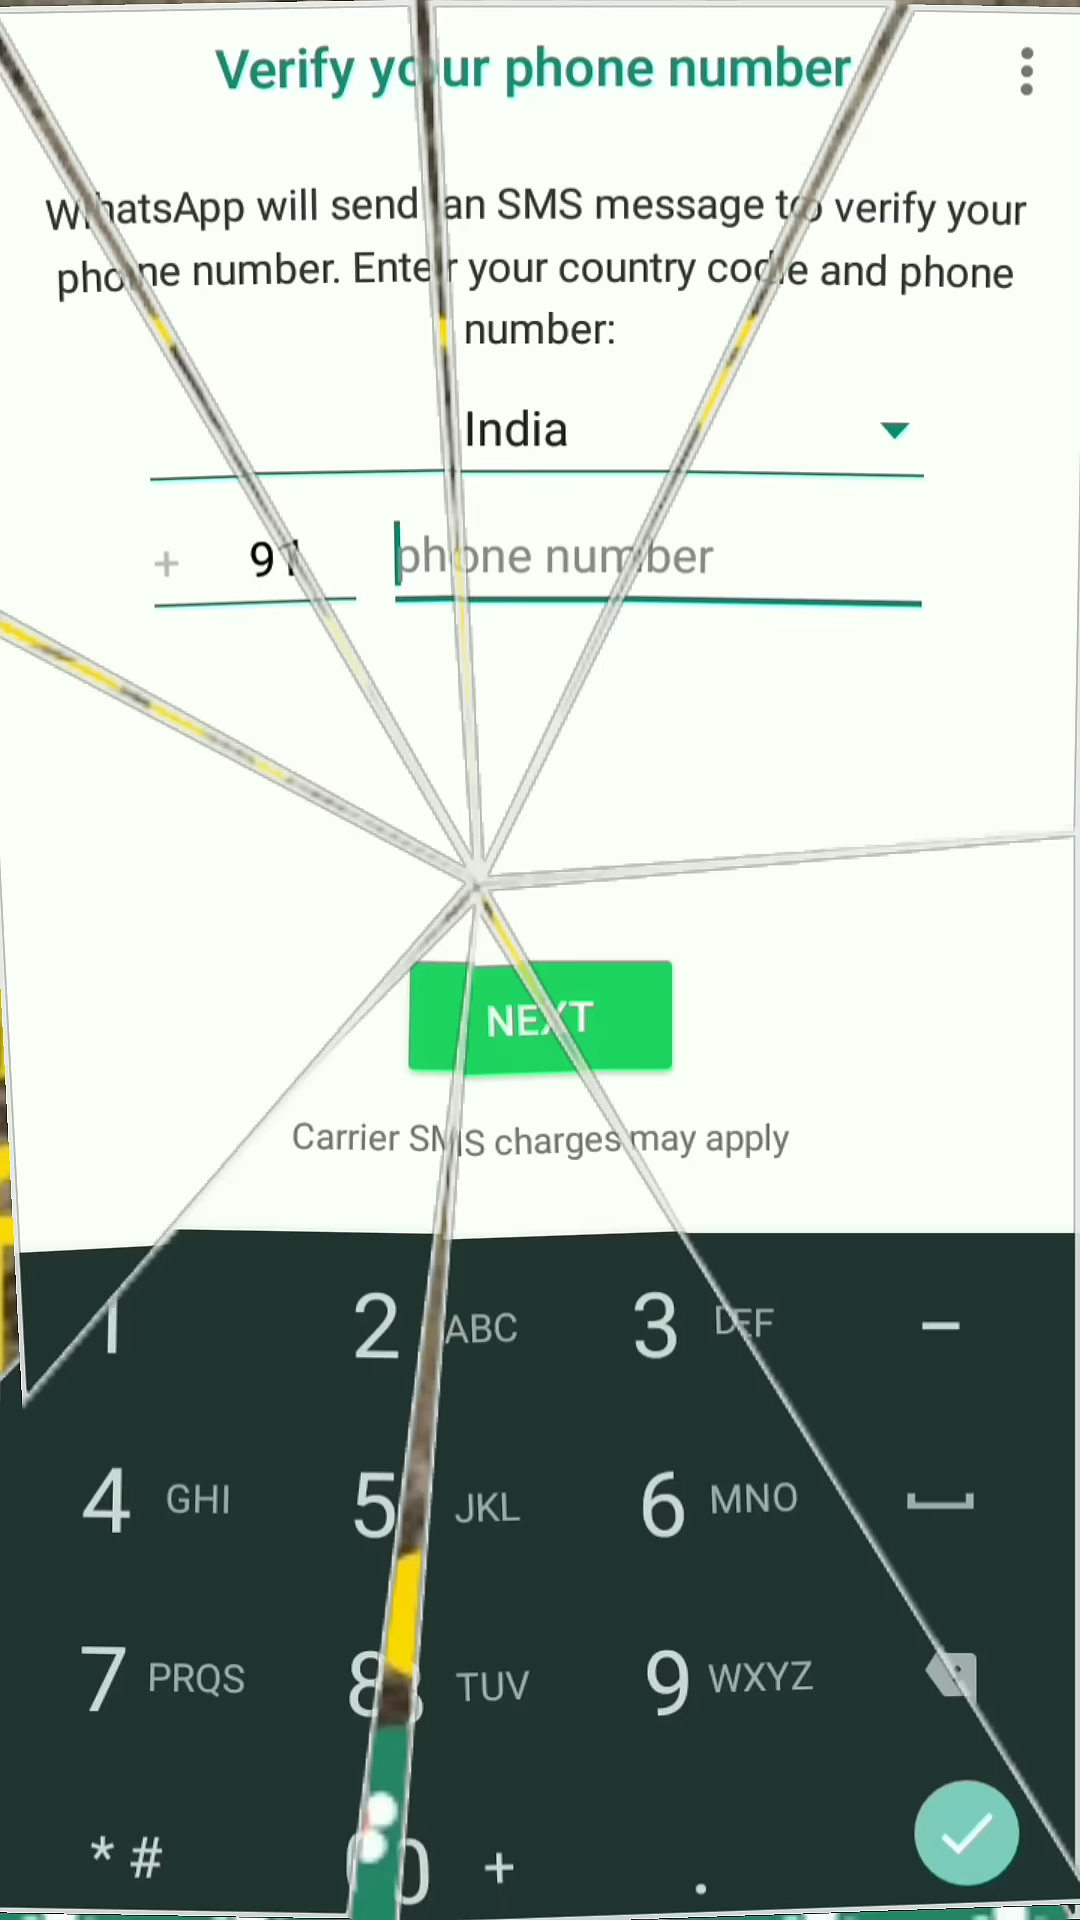 Verify your phone number
WhatsApp will send an SMS message to verify your
phone number. Enter your country code and phone
number:
India
+ 91 phone number
NEXT
Carrier SMS charges may apply
1 2 ABC 3 DEF –
4 GHI 5 JKL 6 MNO
7 PRQS 8 TUV 9 WXYZ
* # 0 + .